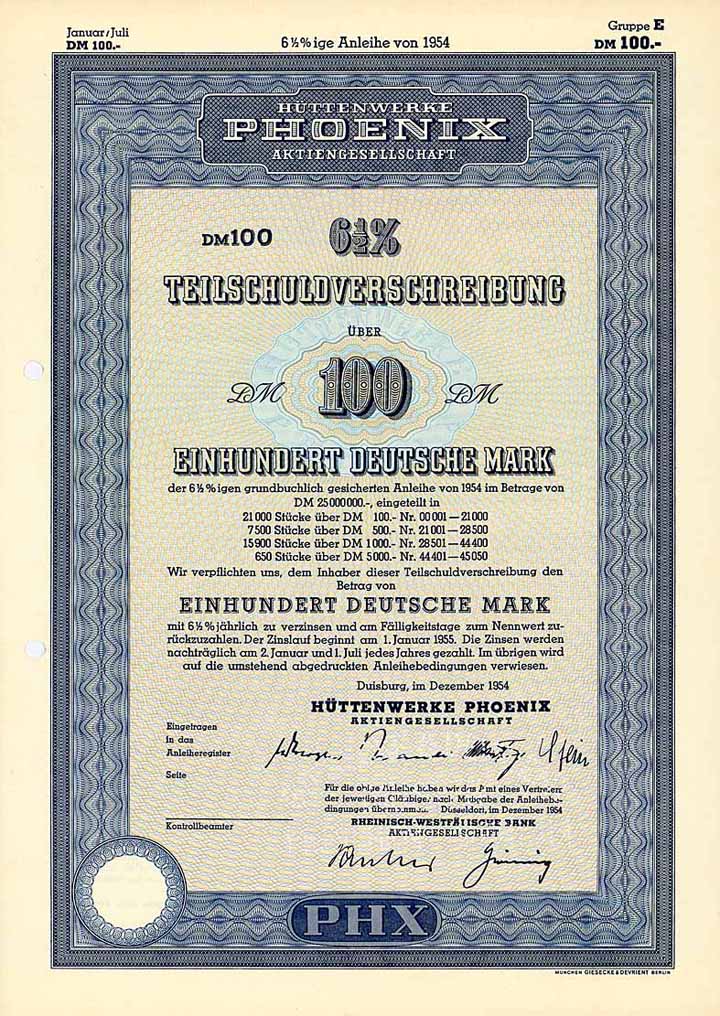 Januar/Juli
DM 100.-
6½%ige Anleihe von 1954
Gruppe E
DM 100.-
HÜTTENWERKE
PHOENIX
AKTIENGESELLSCHAFT
DM 100 6½%
TEILSCHULDVERSCHREIBUNG
ÜBER
DM 100 DM
EINHUNDERT DEUTSCHE MARK
der 6½%igen grundbuchlich gesicherten Anleihe von 1954 im Betrage von
DM 25000000.-, eingeteilt in
21000 Stücke über DM 100.- Nr. 00001—21000
7500 Stücke über DM 500.- Nr. 21001—28500
15900 Stücke über DM 1000.- Nr. 28501—44400
650 Stücke über DM 5000.- Nr. 44401—45050
Wir verpflichten uns, dem Inhaber dieser Teilschuldverschreibung den
Betrag von
EINHUNDERT DEUTSCHE MARK
mit 6½% jährlich zu verzinsen und am Fälligkeitstage zum Nennwert zu-
rückzuzahlen. Der Zinslauf beginnt am 1. Januar 1955. Die Zinsen werden
nachträglich am 2. Januar und 1. Juli jedes Jahres gezahlt. Im übrigen wird
auf die umstehend abgedruckten Anleihebedingungen verwiesen.
Duisburg, im Dezember 1954
HÜTTENWERKE PHOENIX
AKTIENGESELLSCHAFT
Eingetragen
in das
Anleiheregister
Seite
Für die obige Anleihe haben wir das Amt eines Vertreters
der jeweiligen Gläubiger nach Maßgabe der Anleihebe-
dingungen übernommen. Düsseldorf, im Dezember 1954
Kontrollbeamter
RHEINISCH-WESTFÄLISCHE BANK
AKTIENGESELLSCHAFT
PHX
MÜNCHEN GIESECKE & DEVRIENT BERLIN